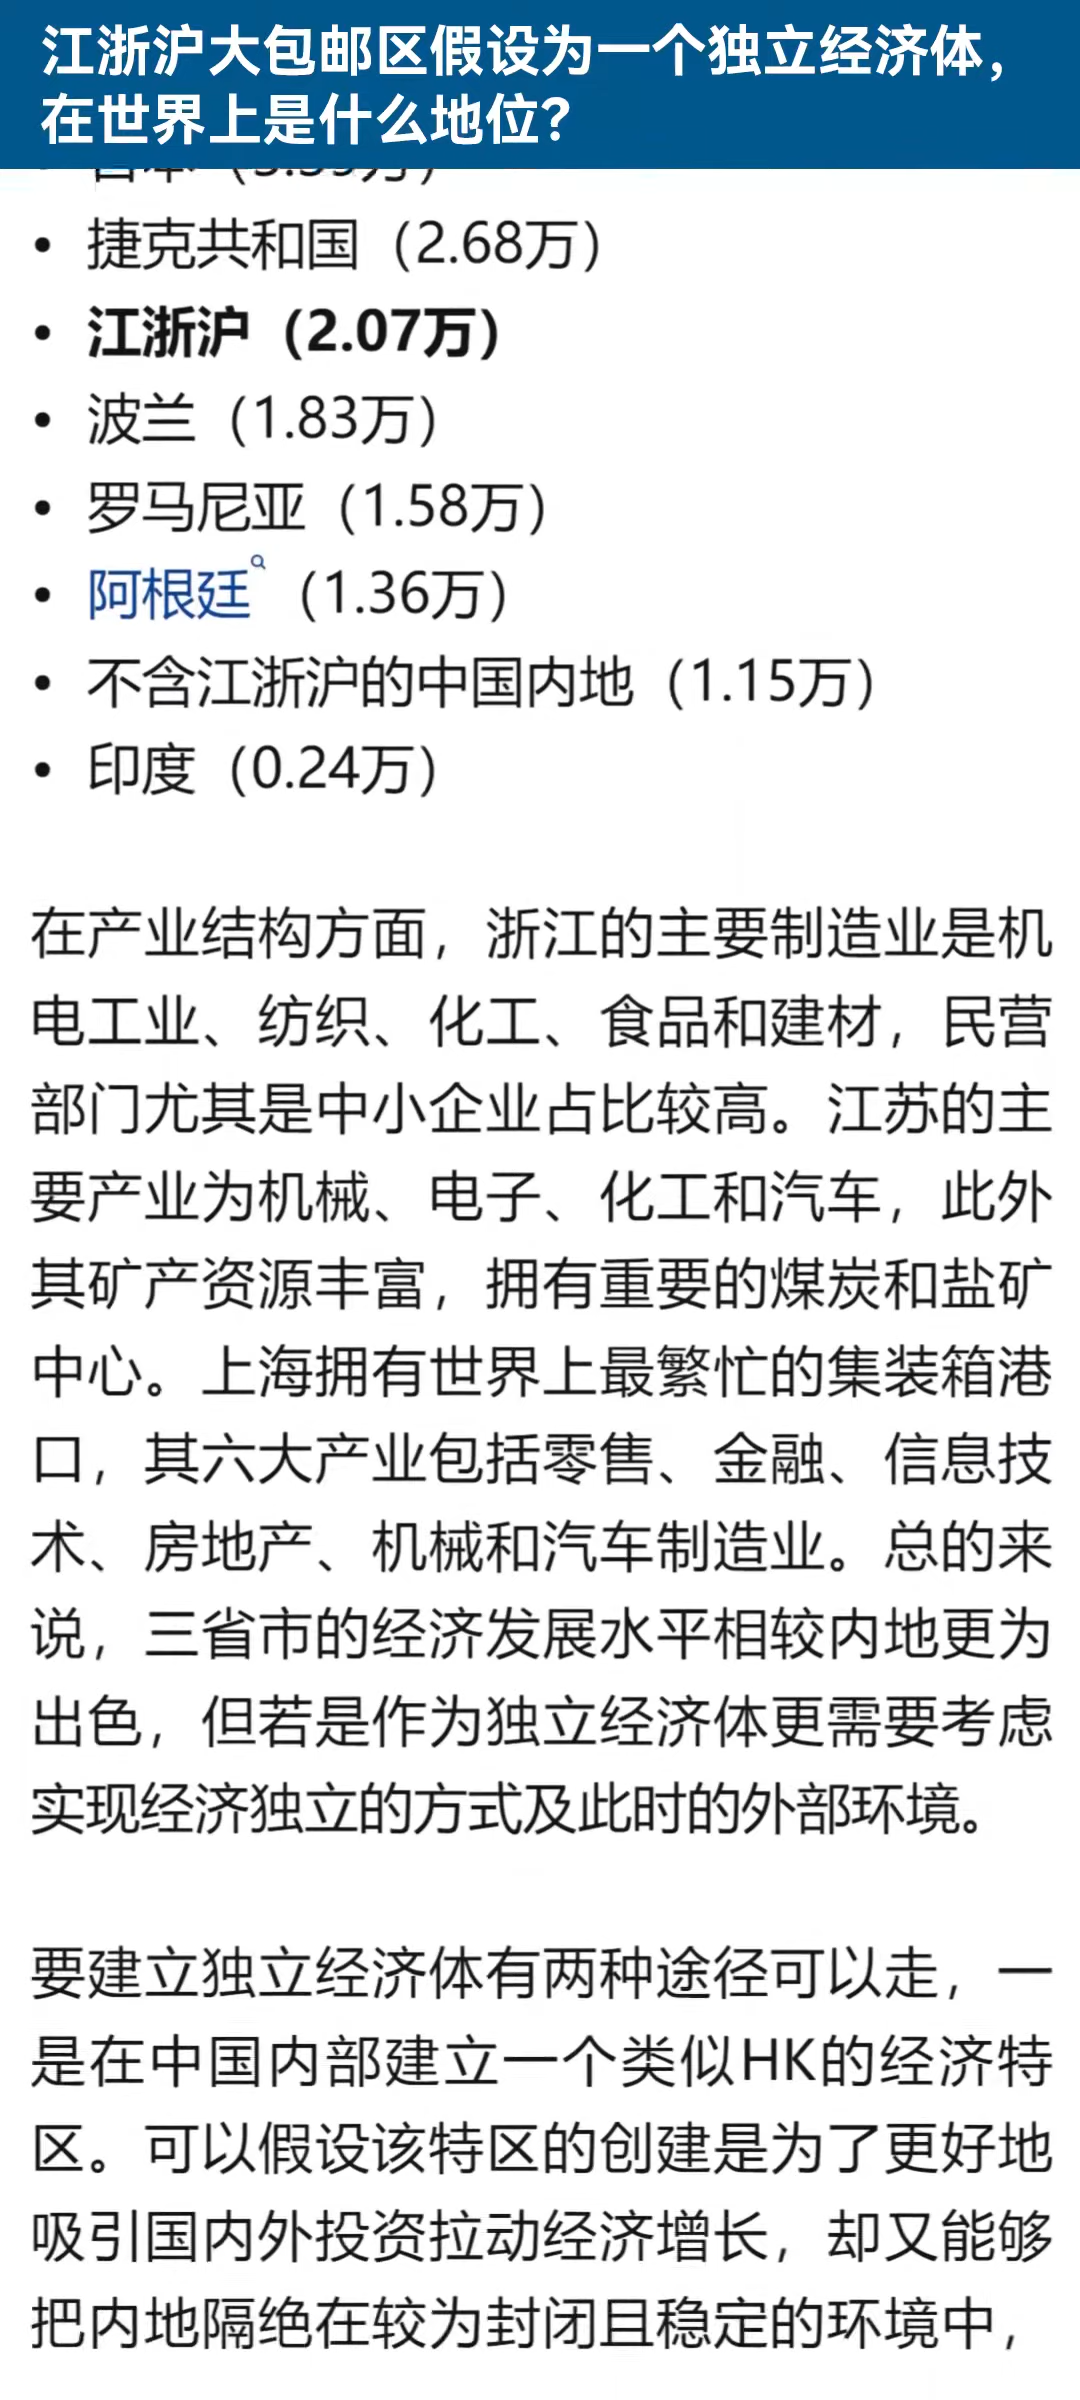 江浙沪大包邮区假设为一个独立经济体，
在世界上是什么地位？
• 捷克共和国（2.68万）
• 江浙沪（2.07万）
• 波兰（1.83万）
• 罗马尼亚（1.58万）
• 阿根廷（1.36万）
• 不含江浙沪的中国内地（1.15万）
• 印度（0.24万）
在产业结构方面，浙江的主要制造业是机
电工业、纺织、化工、食品和建材，民营
部门尤其是中小企业占比较高。江苏的主
要产业为机械、电子、化工和汽车，此外
其矿产资源丰富，拥有重要的煤炭和盐矿
中心。上海拥有世界上最繁忙的集装箱港
口，其六大产业包括零售、金融、信息技
术、房地产、机械和汽车制造业。总的来
说，三省市的经济发展水平相较内地更为
出色，但若是作为独立经济体更需要考虑
实现经济独立的方式及此时的外部环境。
要建立独立经济体有两种途径可以走，一
是在中国内部建立一个类似HK的经济特
区。可以假设该特区的创建是为了更好地
吸引国内外投资拉动经济增长，却又能够
把内地隔绝在较为封闭且稳定的环境中，